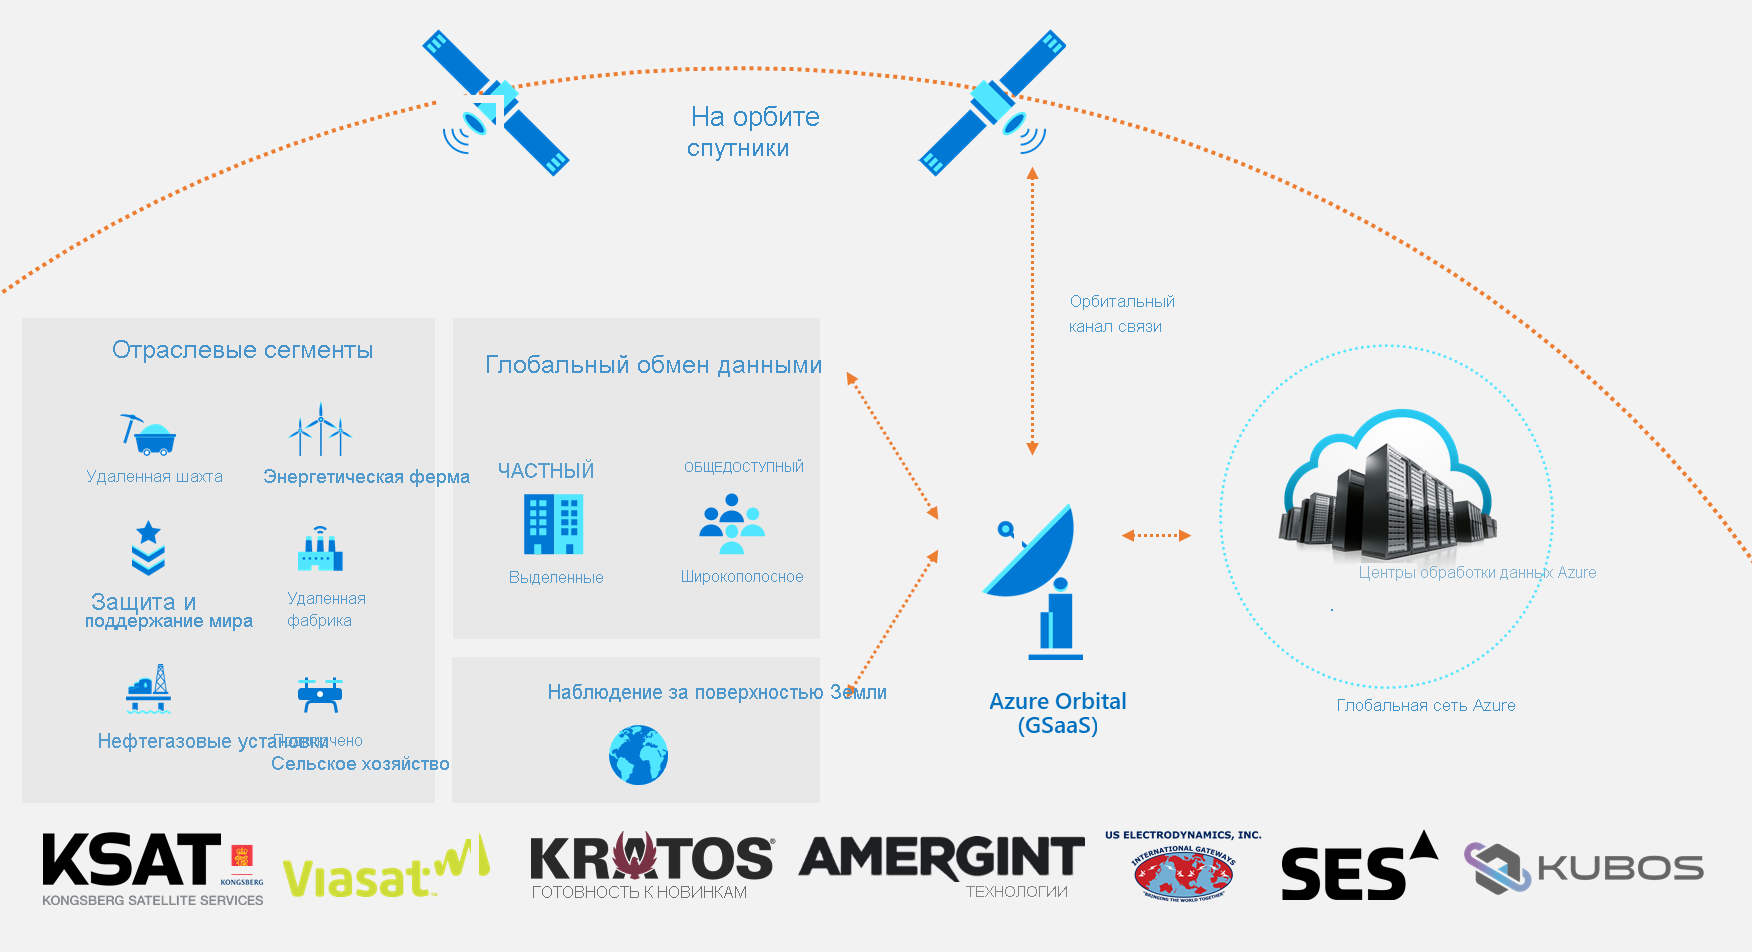 На орбите
спутники
Орбитальный
канал связи
Отраслевые сегменты
Удаленная шахта
Энергетическая ферма
Защита и
поддержание мира
Удаленная
фабрика
Нефтегазовые установки
Сельское хозяйство
Глобальный обмен данными
ЧАСТНЫЙ
ОБЩЕДОСТУПНЫЙ
Выделенные
Широкополосное
Наблюдение за поверхностью Земли
Azure Orbital
(GSaaS)
Центры обработки данных Azure
Глобальная сеть Azure
KSAT
KONGSBERG
KONGSBERG SATELLITE SERVICES
Viasat™
KRATOS®
ГОТОВНОСТЬ К НОВИНКАМ
AMERGINT
ТЕХНОЛОГИИ
US ELECTRODYNAMICS, INC.
INTERNATIONAL GATEWAYS
"BRINGING THE WORLD TOGETHER"
SES
KUBOS